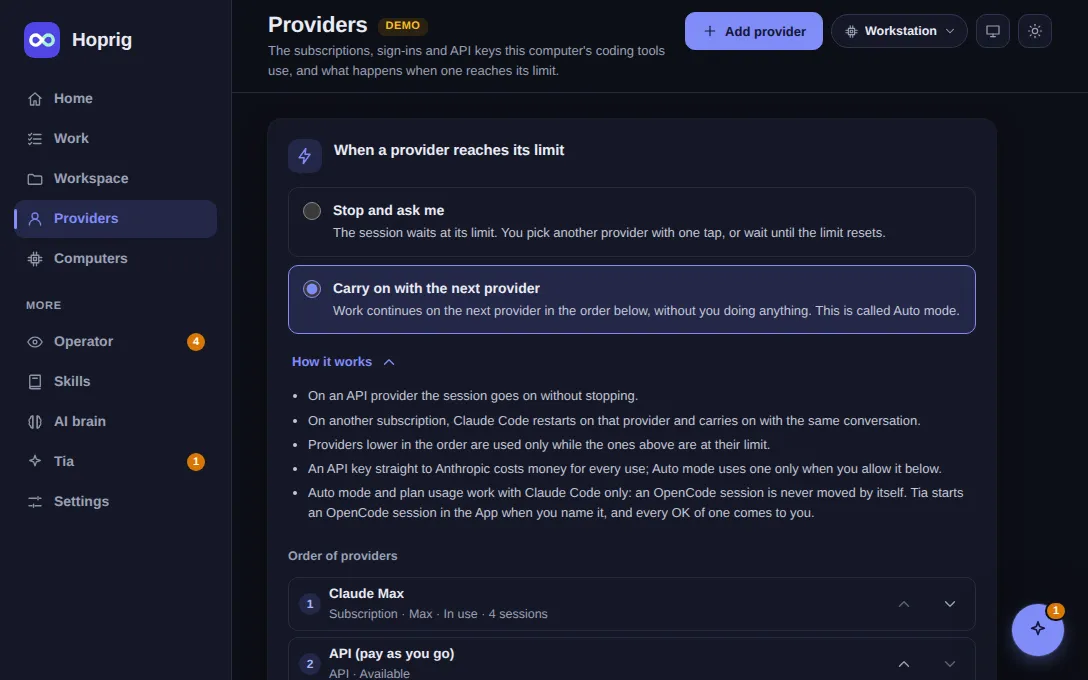 Hoprig
Home
Work
Workspace
Providers
Computers
MORE
Operator 4
Skills
AI brain
Tia 1
Settings
Providers DEMO
The subscriptions, sign-ins and API keys this computer's coding tools
use, and what happens when one reaches its limit.
Add provider
Workstation
When a provider reaches its limit
Stop and ask me
The session waits at its limit. You pick another provider with one tap, or wait until the limit resets.
Carry on with the next provider
Work continues on the next provider in the order below, without you doing anything. This is called Auto mode.
How it works
• On an API provider the session goes on without stopping.
• On another subscription, Claude Code restarts on that provider and carries on with the same conversation.
• Providers lower in the order are used only while the ones above are at their limit.
• An API key straight to Anthropic costs money for every use; Auto mode uses one only when you allow it below.
• Auto mode and plan usage work with Claude Code only: an OpenCode session is never moved by itself. Tia starts
an OpenCode session in the App when you name it, and every OK of one comes to you.
Order of providers
1 Claude Max
Subscription · Max · In use · 4 sessions
2 API (pay as you go)
API · Available
1